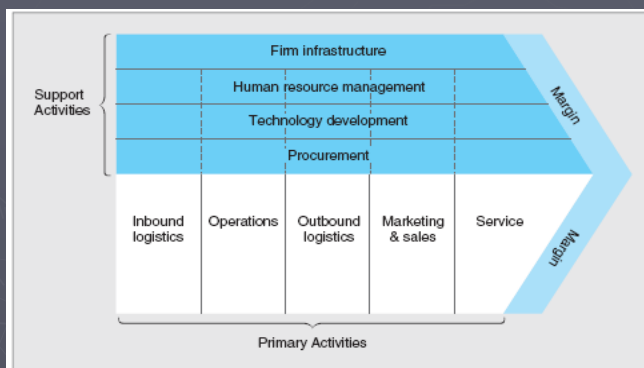 Firm infrastructure
Support
Activities
Human resource management
Technology development
Procurement
Margin
Inbound
logistics
Operations
Outbound
logistics
Marketing
& sales
Service
Margin
Primary Activities